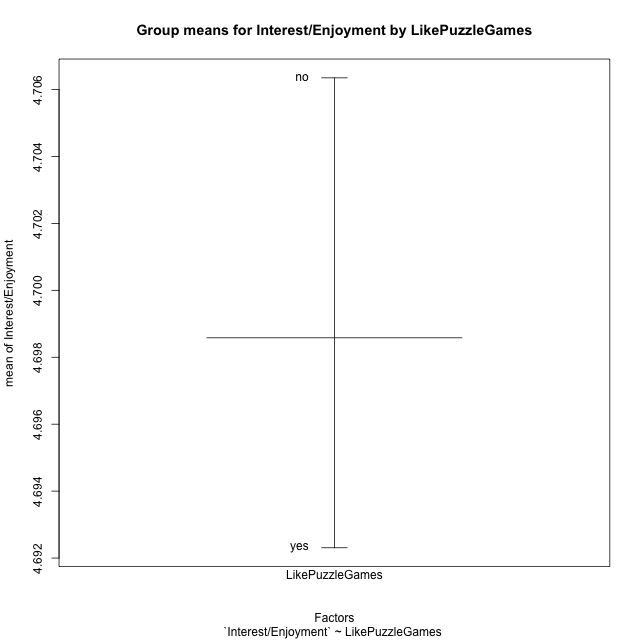 Group means for Interest/Enjoyment by LikePuzzleGames
mean of Interest/Enjoyment
4.706
4.704
4.702
4.700
4.698
4.696
4.694
4.692
no
yes
LikePuzzleGames
Factors
`Interest/Enjoyment` ~ LikePuzzleGames